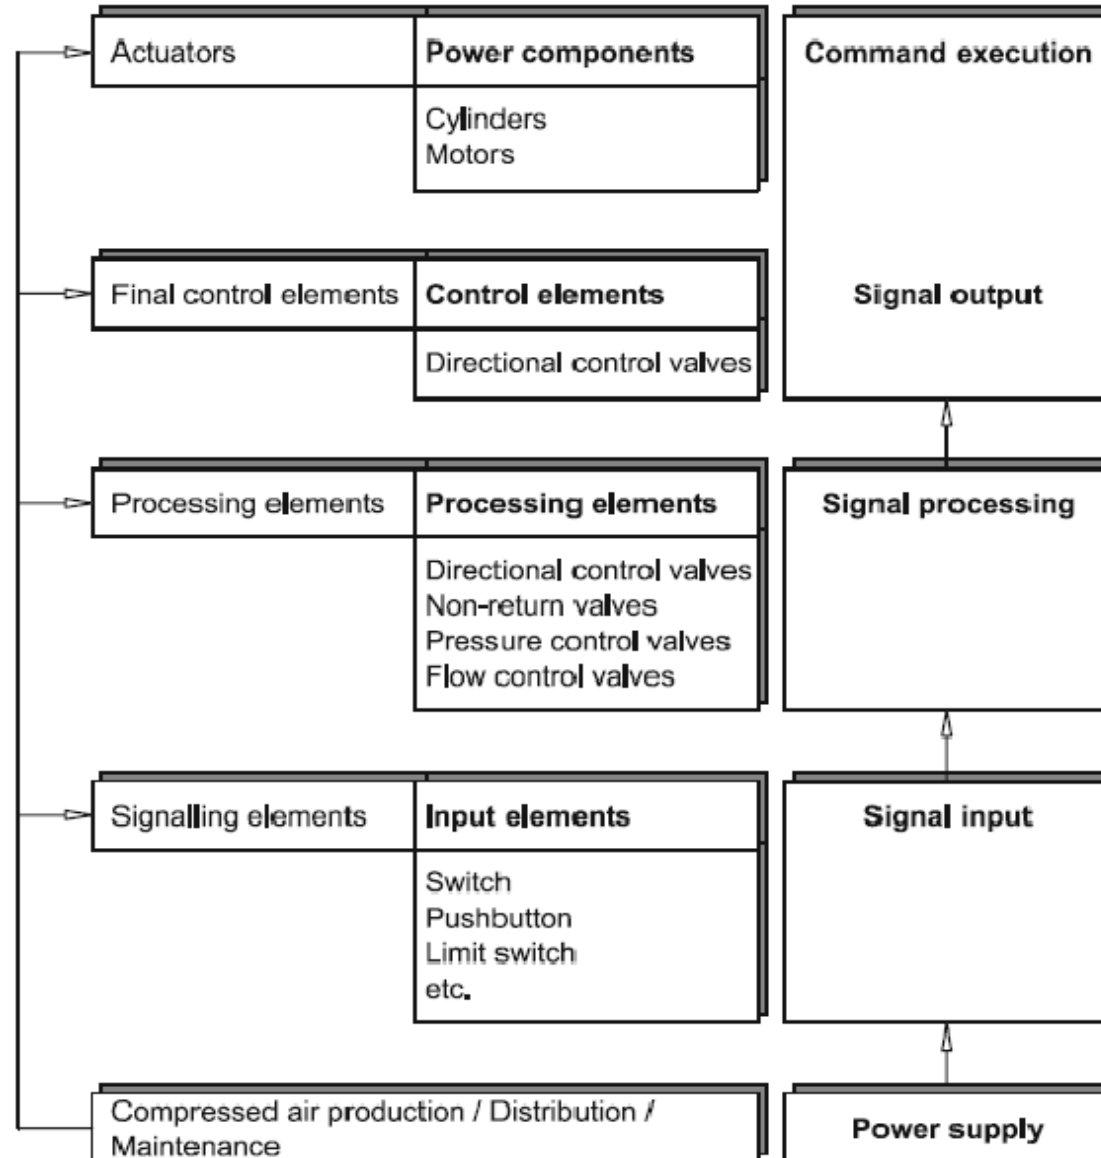 Actuators
Power components
Command execution
Cylinders
Motors
Final control elements
Control elements
Signal output
Directional control valves
Processing elements
Processing elements
Signal processing
Directional control valves
Non-return valves
Pressure control valves
Flow control valves
Signalling elements
Input elements
Signal input
Switch
Pushbutton
Limit switch
etc.
Compressed air production / Distribution /
Maintenance
Power supply